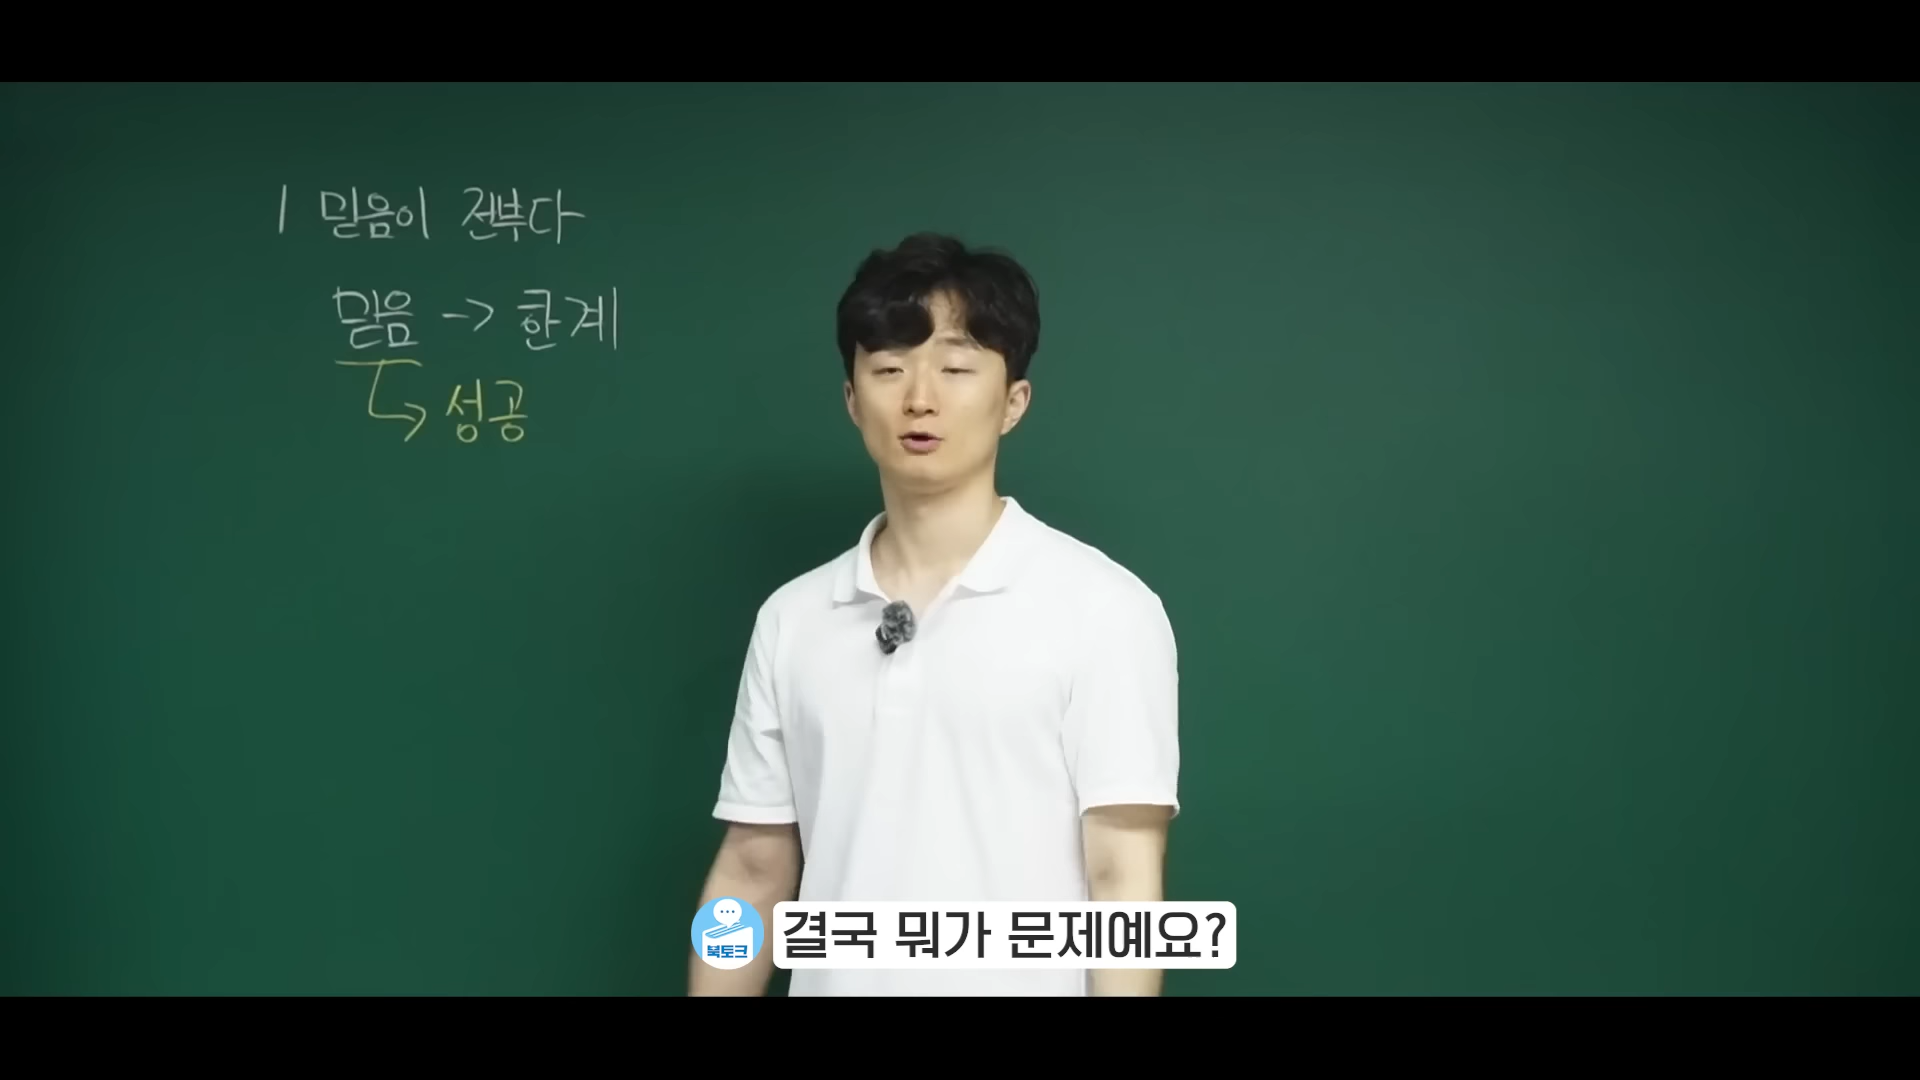 1 믿음이 전부다
믿음 -> 한계
성공
북토크
결국 뭐가 문제예요?